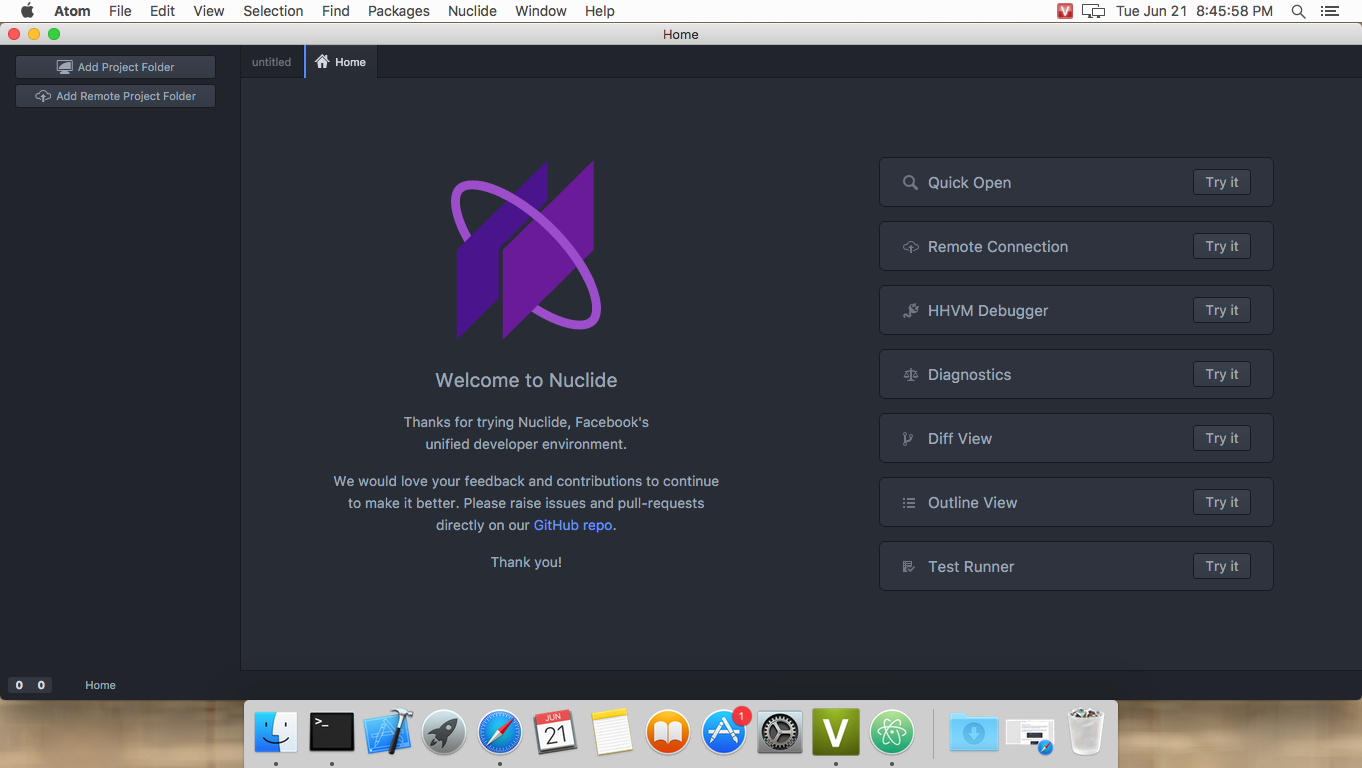 Atom File Edit View Selection Find Packages Nuclide Window Help V Tue Jun 21 8:45:58 PM
Home
Add Project Folder
Add Remote Project Folder
untitled Home
Welcome to Nuclide
Thanks for trying Nuclide, Facebook's
unified developer environment.
We would love your feedback and contributions to continue
to make it better. Please raise issues and pull-requests
directly on our GitHub repo.
Thank you!
Quick Open Try it
Remote Connection Try it
HHVM Debugger Try it
Diagnostics Try it
Diff View Try it
Outline View Try it
Test Runner Try it
0 0 Home
>_ JUN 21 1 V